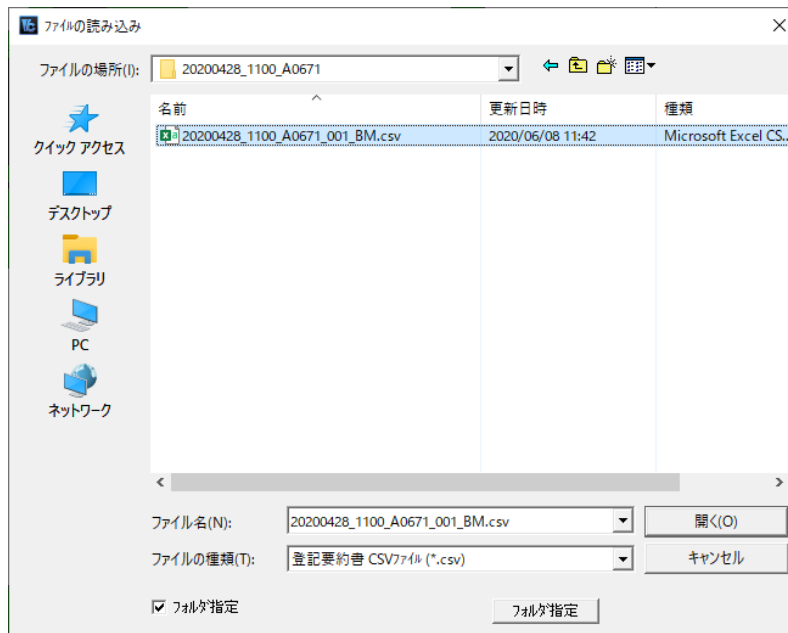 ﾌｧｲﾙの読み込み
ファイルの場所(I):
20200428_1100_A0671
名前
更新日時
種類
20200428_1100_A0671_001_BM.csv
2020/06/08 11:42
Microsoft Excel CS...
クイック アクセス
デスクトップ
ライブラリ
PC
ネットワーク
ファイル名(N):
20200428_1100_A0671_001_BM.csv
開く(O)
ファイルの種類(T):
登記要約書 CSVﾌｧｲﾙ (*.csv)
キャンセル
ﾌｫﾙﾀﾞ指定
ﾌｫﾙﾀﾞ指定